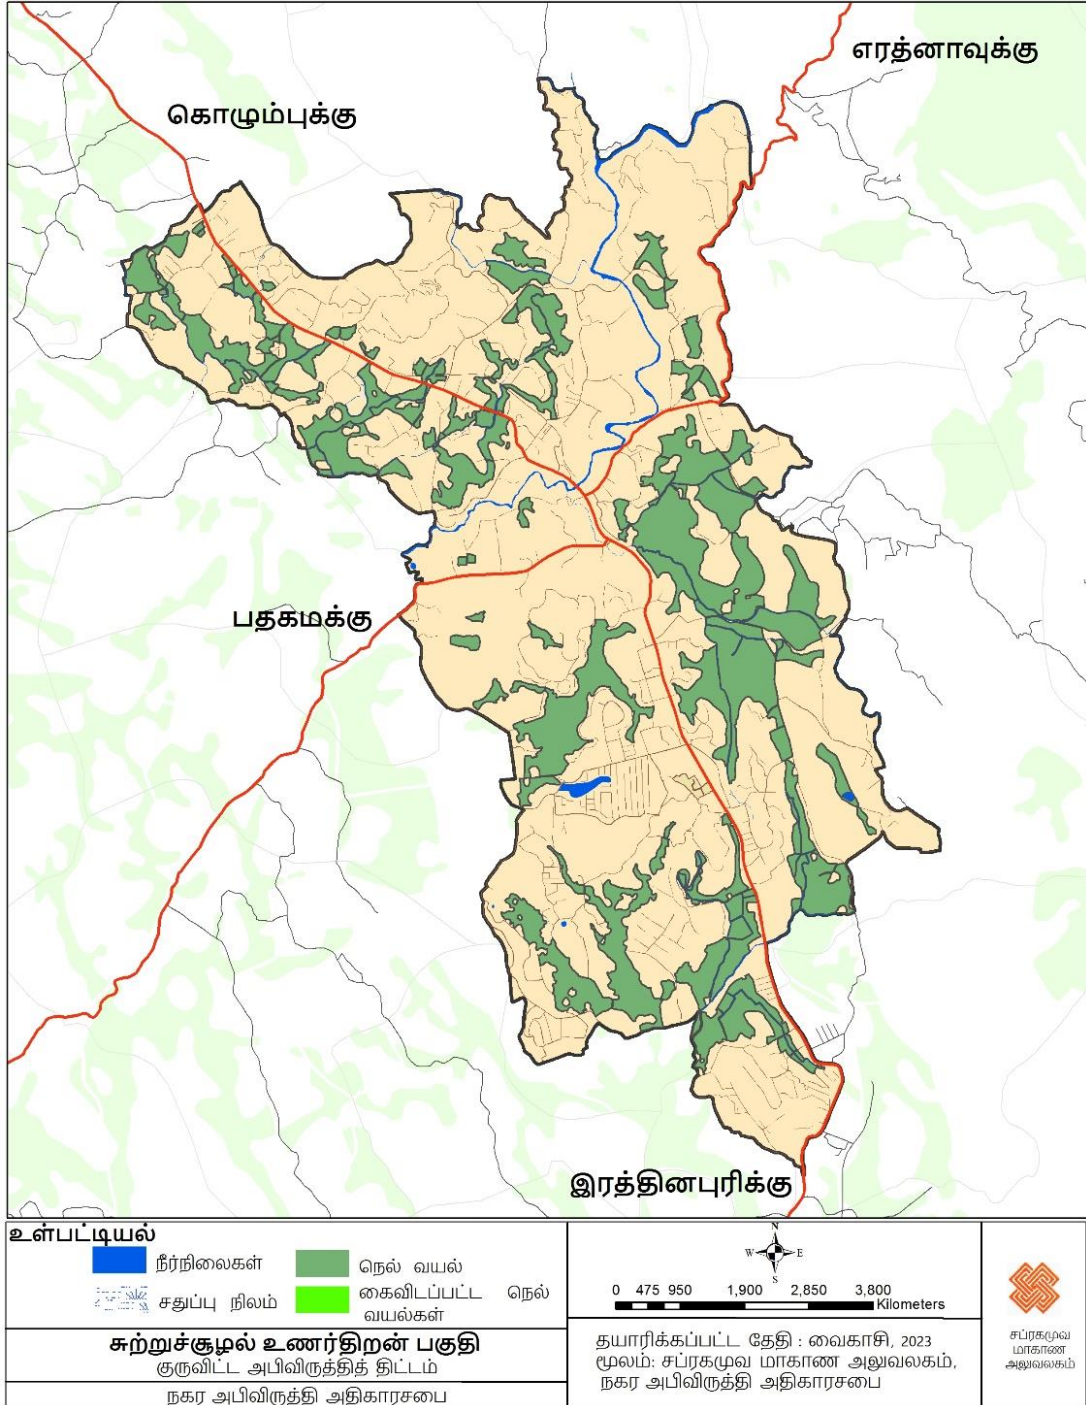 எரத்னாவுக்கு
கொழும்புக்கு
பதகமக்கு
இரத்தினபுரிக்கு
உள்பட்டியல்
நீர்நிலைகள்
நெல் வயல்
சதுப்பு நிலம்
கைவிடப்பட்ட நெல்
வயல்கள்
சுற்றுச்சூழல் உணர்திறன் பகுதி
குருவிட்ட அபிவிருத்தித் திட்டம்
நகர அபிவிருத்தி அதிகாரசபை
N
W E
S
0 475 950 1,900 2,850 3,800
Kilometers
தயாரிக்கப்பட்ட தேதி : வைகாசி, 2023
மூலம்: சப்ரகமுவ மாகாண அலுவலகம்,
நகர அபிவிருத்தி அதிகாரசபை
சப்ரகமுவ
மாகாண
அலுவலகம்